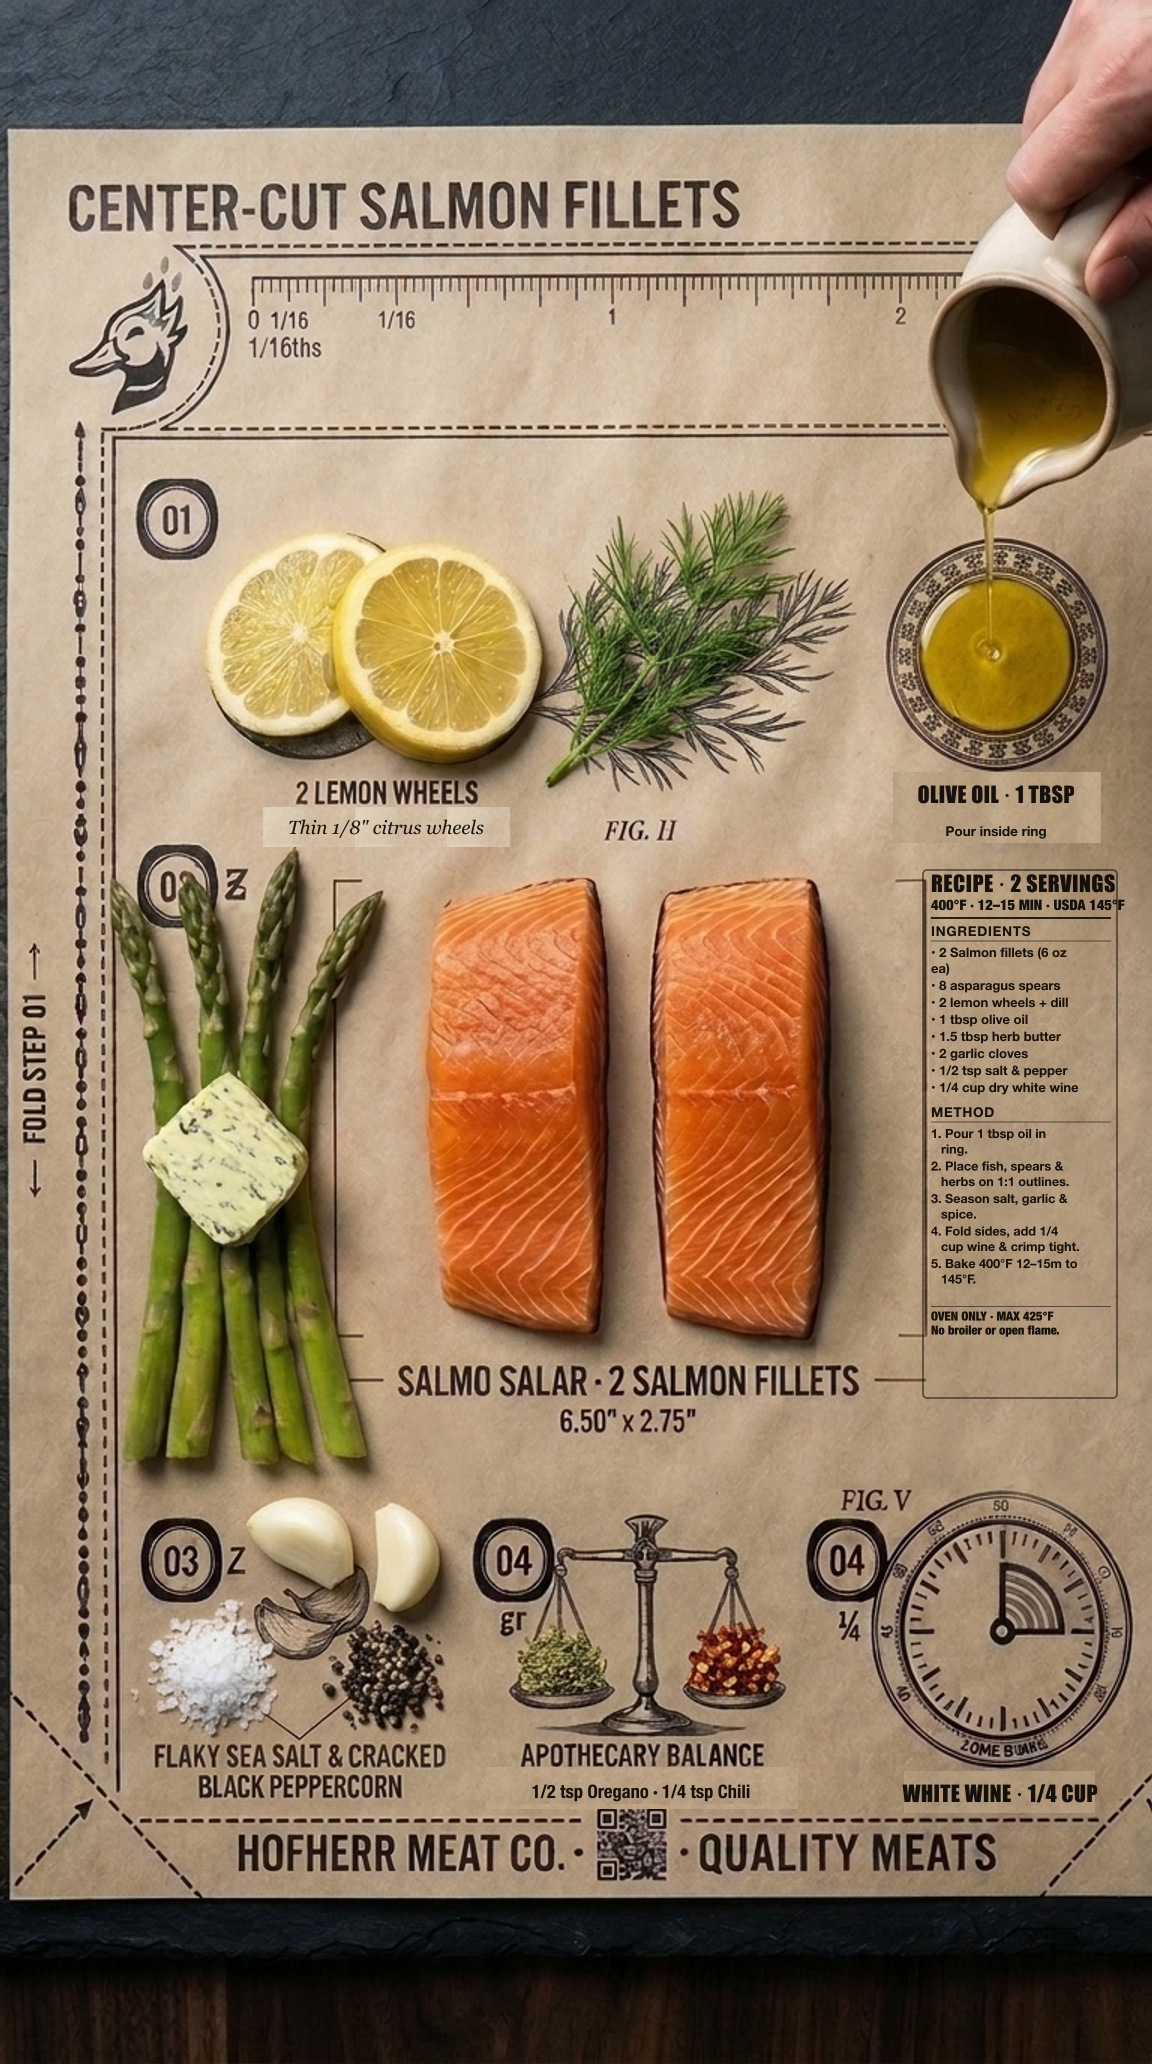 CENTER-CUT SALMON FILLETS
0 1/16 1/16 1 2
1/16ths
01
2 LEMON WHEELS
Thin 1/8" citrus wheels
FIG. H
OLIVE OIL · 1 TBSP
Pour inside ring
FOLD STEP 01
RECIPE · 2 SERVINGS
400°F · 12–15 MIN · USDA 145°F
INGREDIENTS
· 2 Salmon fillets (6 oz
ea)
· 8 asparagus spears
· 2 lemon wheels + dill
· 1 tbsp olive oil
· 1.5 tbsp herb butter
· 2 garlic cloves
· 1/2 tsp salt & pepper
· 1/4 cup dry white wine
METHOD
1. Pour 1 tbsp oil in
ring.
2. Place fish, spears &
herbs on 1:1 outlines.
3. Season salt, garlic &
spice.
4. Fold sides, add 1/4
cup wine & crimp tight.
5. Bake 400°F 12–15m to
145°F.
OVEN ONLY · MAX 425°F
No broiler or open flame.
SALMO SALAR · 2 SALMON FILLETS
6.50" x 2.75"
03 Z
FLAKY SEA SALT & CRACKED
BLACK PEPPERCORN
04
gr
APOTHECARY BALANCE
1/2 tsp Oregano • 1/4 tsp Chili
FIG. V
04
¼
50
WHITE WINE · 1/4 CUP
HOFHERR MEAT CO. · · QUALITY MEATS